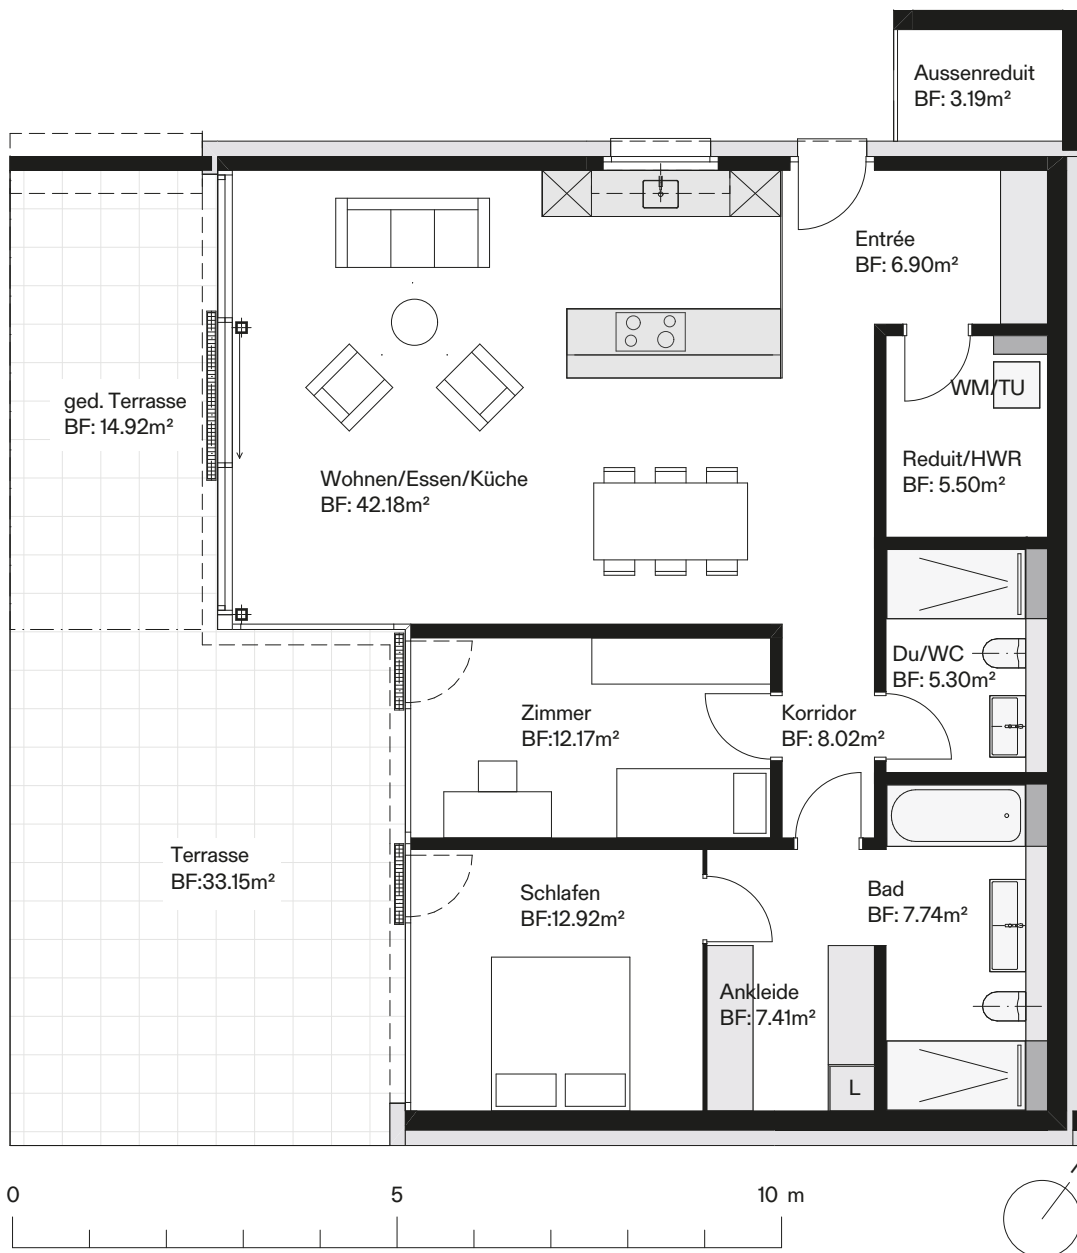 Aussenreduit
BF: 3.19m²
Entrée
BF: 6.90m²
WM/TU
ged. Terrasse
BF: 14.92m²
Wohnen/Essen/Küche
BF: 42.18m²
Reduit/HWR
BF: 5.50m²
Du/WC
BF: 5.30m²
Zimmer
BF:12.17m²
Korridor
BF: 8.02m²
Terrasse
BF:33.15m²
Schlafen
BF:12.92m²
Bad
BF: 7.74m²
Ankleide
BF: 7.41m²
L
0 5 10 m